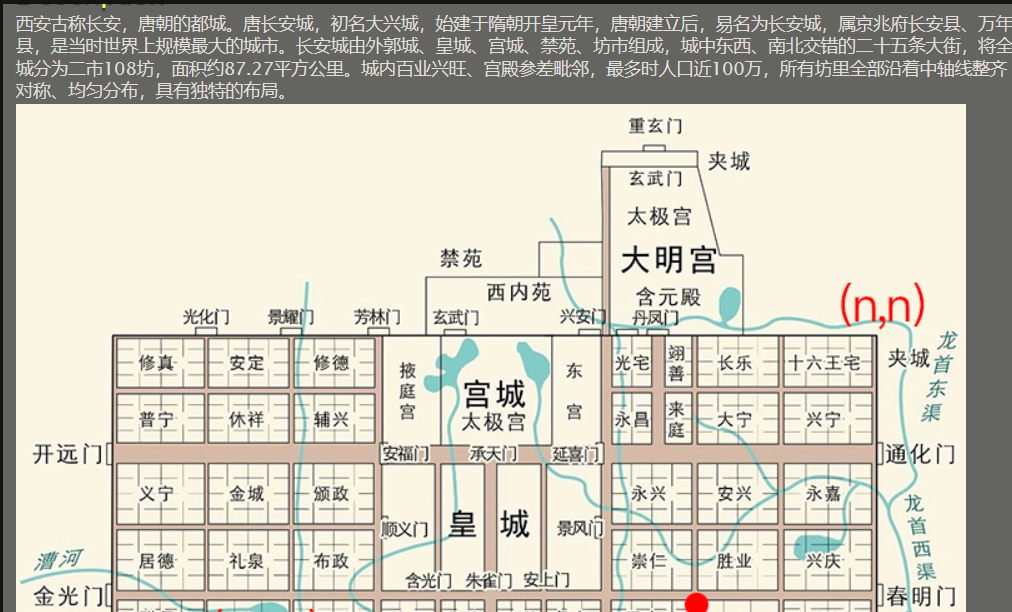 西安古称长安，唐朝的都城。唐长安城，初名大兴城，始建于隋朝开皇元年，唐朝建立后，易名为长安城，属京兆府长安县、万年
县，是当时世界上规模最大的城市。长安城由外郭城、皇城、宫城、禁苑、坊市组成，城中东西、南北交错的二十五条大街，将全
城分为二市108坊，面积约87.27平方公里。城内百业兴旺、宫殿参差毗邻，最多时人口近100万，所有坊里全部沿着中轴线整齐
对称、均匀分布，具有独特的布局。
重玄门
夹城
玄武门
太极宫
禁苑
大明宫
西内苑
含元殿
(n,n)
光化门
景耀门
芳林门
玄武门
兴安门
丹凤门
龙首东渠
夹城
修真
安定
修德
掖庭宫
宫城
太极宫
东宫
光宅
翊善
长乐
十六王宅
普宁
休祥
辅兴
永昌
来庭
大宁
兴宁
开远门
安福门
承天门
延喜门
通化门
义宁
金城
颁政
永兴
安兴
永嘉
龙首西渠
顺义门
皇城
景风门
漕河
居德
礼泉
布政
崇仁
胜业
兴庆
含光门
朱雀门
安上门
金光门
春明门